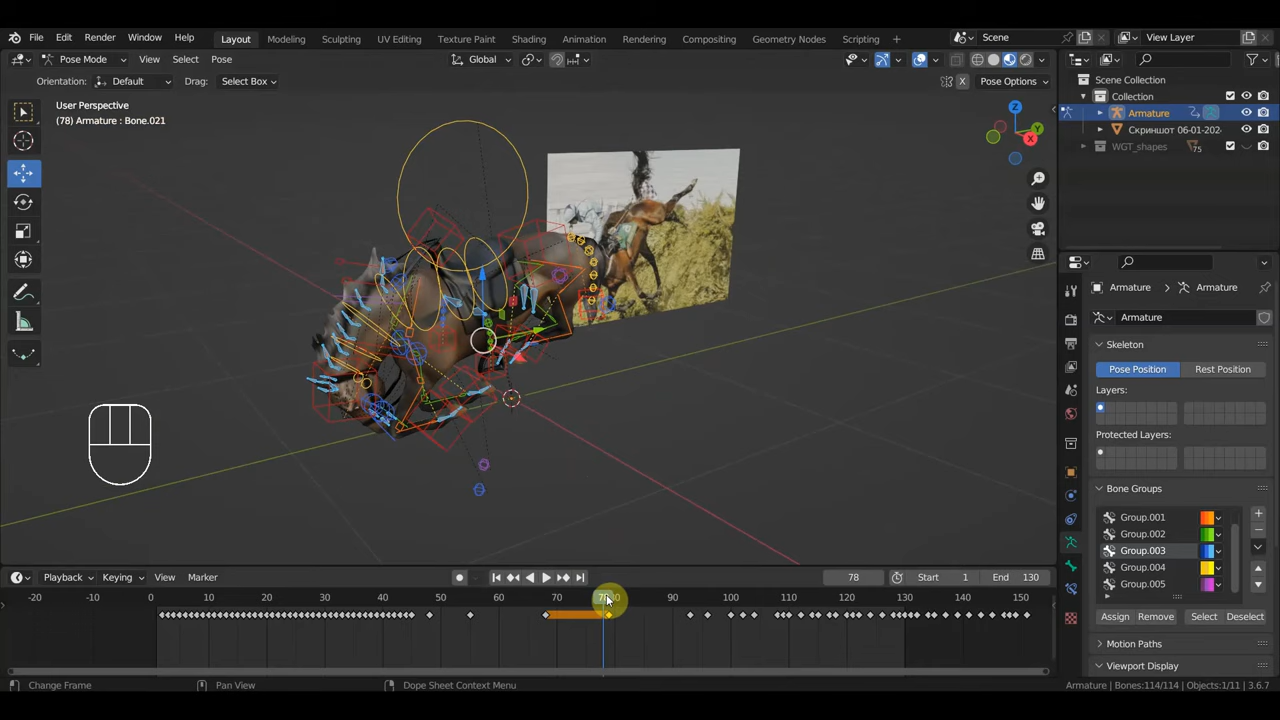 File Edit Render Window Help Layout Modeling Sculpting UV Editing Texture Paint Shading Animation Rendering Compositing Geometry Nodes Scripting + Scene View Layer
Pose Mode View Select Pose Global
Orientation: Default Drag: Select Box X Pose Options
User Perspective
(78) Armature : Bone.021
Z
Y
X
Scene Collection
Collection
Armature
Скриншот 06-01-202
WGT_shapes 75
Armature > Armature
Armature
Skeleton
Pose Position Rest Position
Layers:
Protected Layers:
Bone Groups
Group.001
Group.002
Group.003
Group.004
Group.005
Assign Remove Select Deselect
Motion Paths
Viewport Display
Playback Keying View Marker 78 Start 1 End 130
-20 -10 0 10 20 30 40 50 60 70 90 100 110 120 130 140 150
Change Frame Pan View Dope Sheet Context Menu Armature | Bones:114/114 | Objects:1/11 | 3.6.7